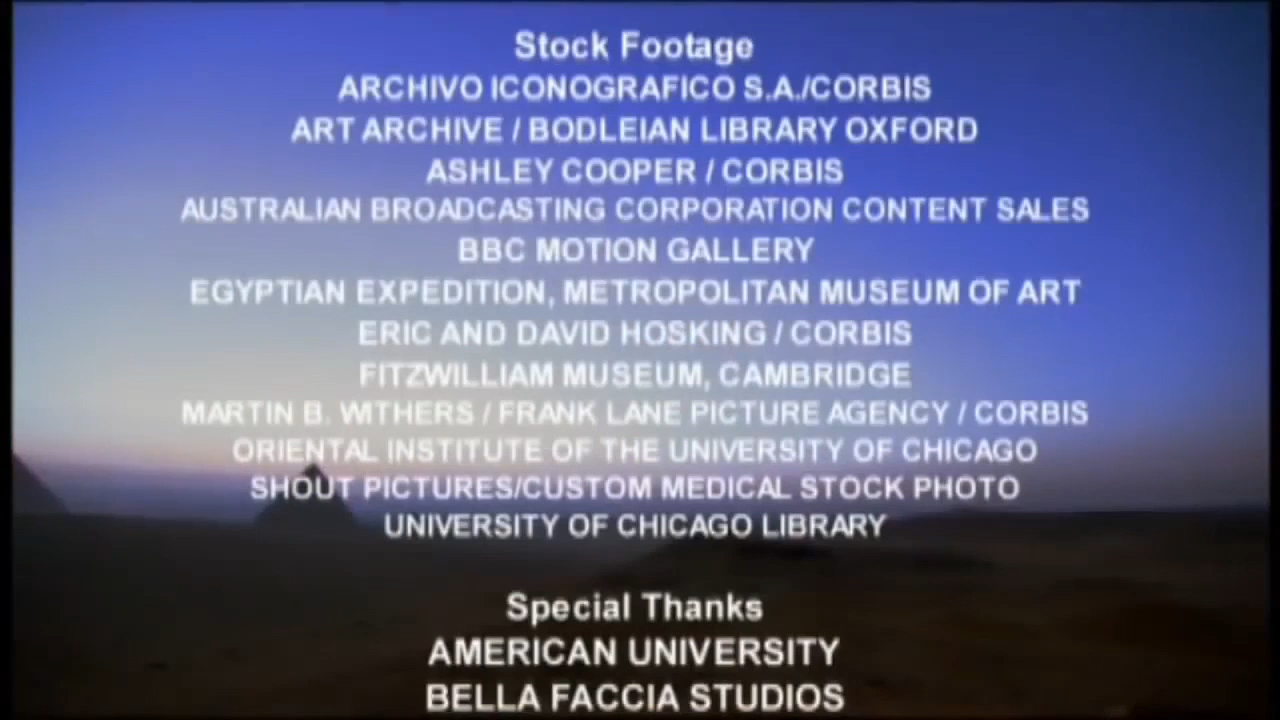 Stock Footage
ARCHIVO ICONOGRAFICO S.A./CORBIS
ART ARCHIVE / BODLEIAN LIBRARY OXFORD
ASHLEY COOPER / CORBIS
AUSTRALIAN BROADCASTING CORPORATION CONTENT SALES
BBC MOTION GALLERY
EGYPTIAN EXPEDITION, METROPOLITAN MUSEUM OF ART
ERIC AND DAVID HOSKING / CORBIS
FITZWILLIAM MUSEUM, CAMBRIDGE
MARTIN B. WITHERS / FRANK LANE PICTURE AGENCY / CORBIS
ORIENTAL INSTITUTE OF THE UNIVERSITY OF CHICAGO
SHOUT PICTURES/CUSTOM MEDICAL STOCK PHOTO
UNIVERSITY OF CHICAGO LIBRARY
Special Thanks
AMERICAN UNIVERSITY
BELLA FACCIA STUDIOS